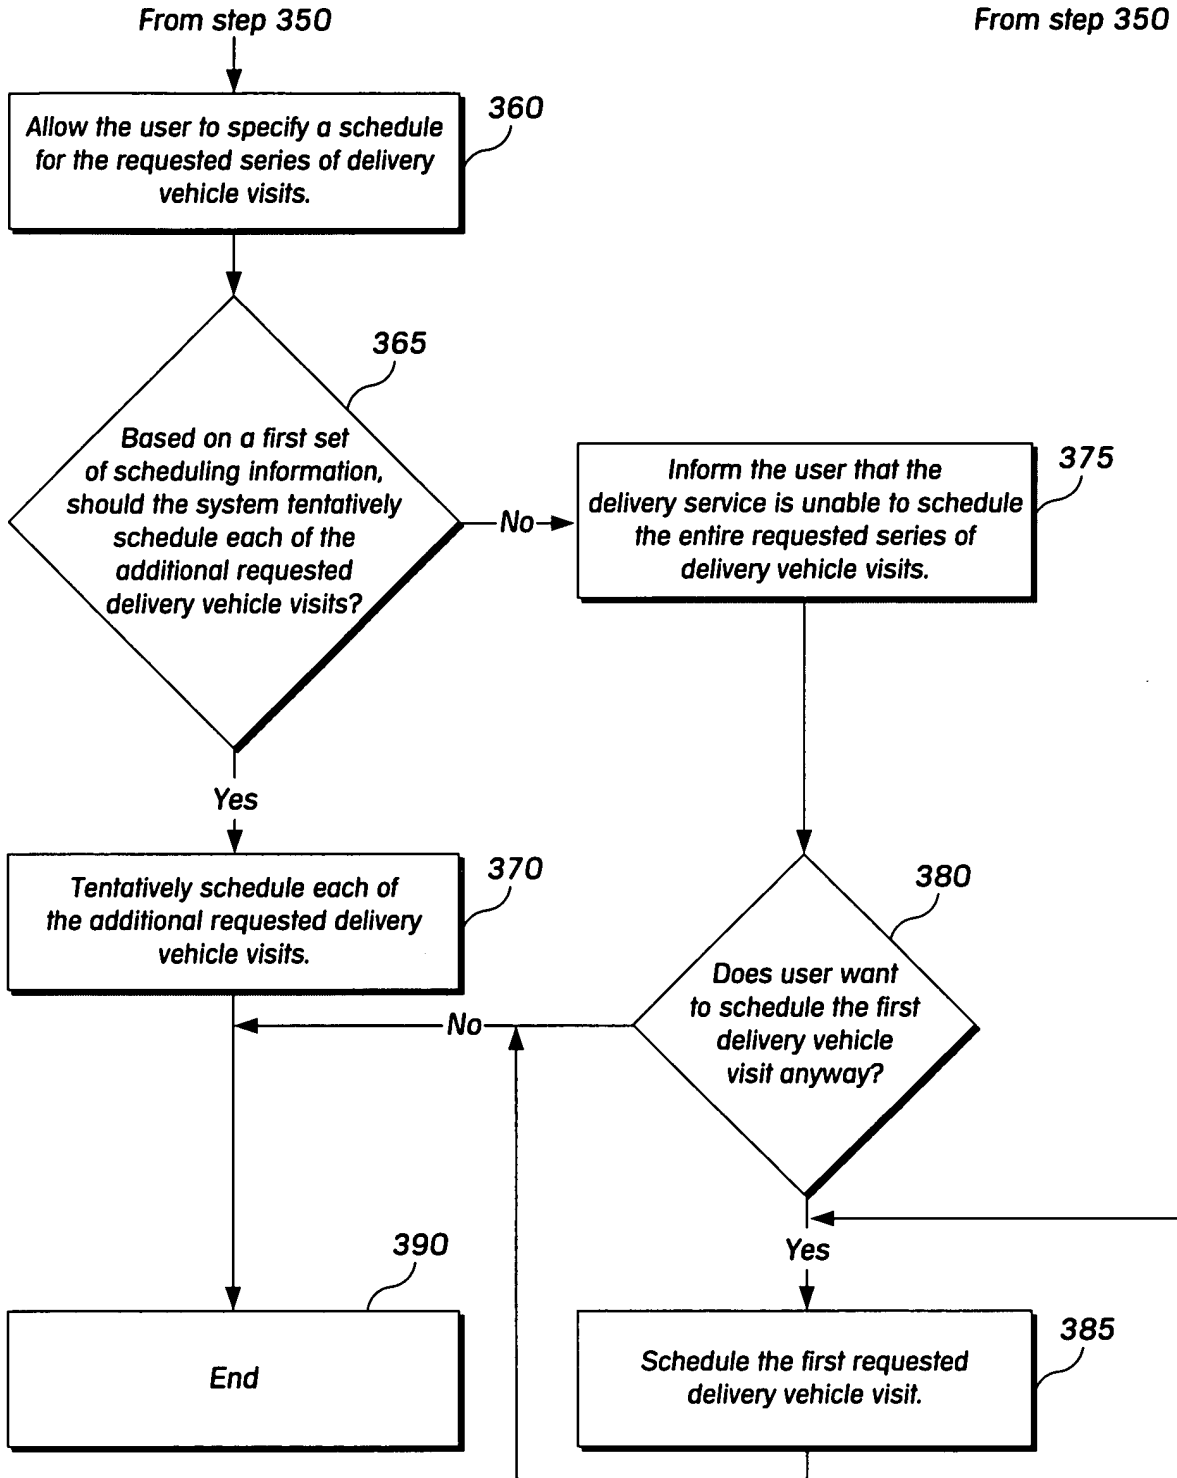 From step 350
From step 350
360
Allow the user to specify a schedule
for the requested series of delivery
vehicle visits.
365
Based on a first set
of scheduling information,
should the system tentatively
schedule each of the
additional requested
delivery vehicle visits?
No
375
Inform the user that the
delivery service is unable to schedule
the entire requested series of
delivery vehicle visits.
Yes
370
Tentatively schedule each of
the additional requested delivery
vehicle visits.
380
Does user want
to schedule the first
delivery vehicle
visit anyway?
No
Yes
390
End
385
Schedule the first requested
delivery vehicle visit.